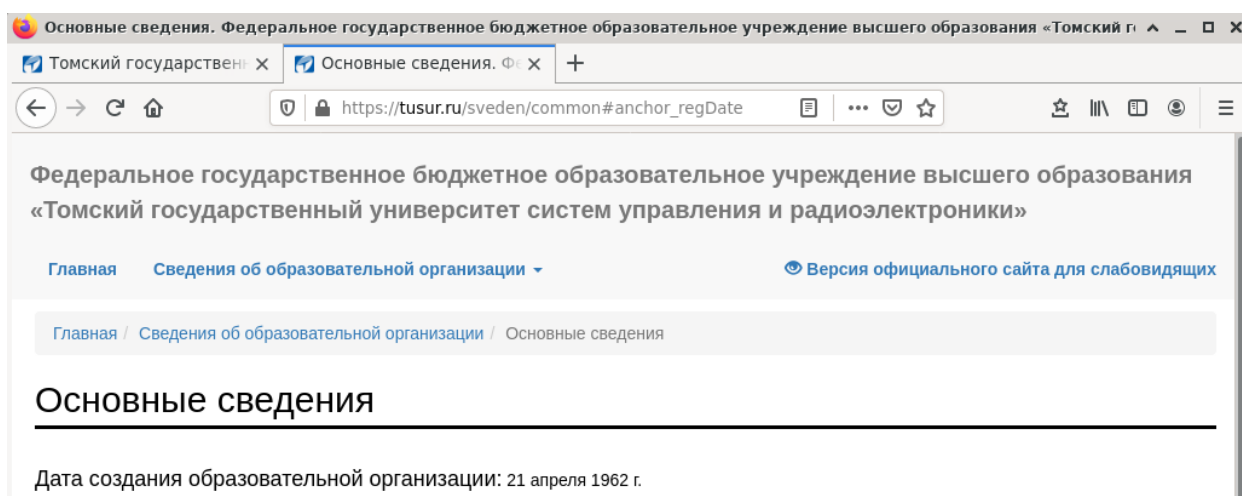 Основные сведения. Федеральное государственное бюджетное образовательное учреждение высшего образования «Томский г
Томский государствен
Основные сведения. Ф
https://tusur.ru/sveden/common#anchor_regDate
Федеральное государственное бюджетное образовательное учреждение высшего образования
«Томский государственный университет систем управления и радиоэлектроники»
Главная Сведения об образовательной организации Версия официального сайта для слабовидящих
Главная / Сведения об образовательной организации / Основные сведения
Основные сведения
Дата создания образовательной организации: 21 апреля 1962 г.